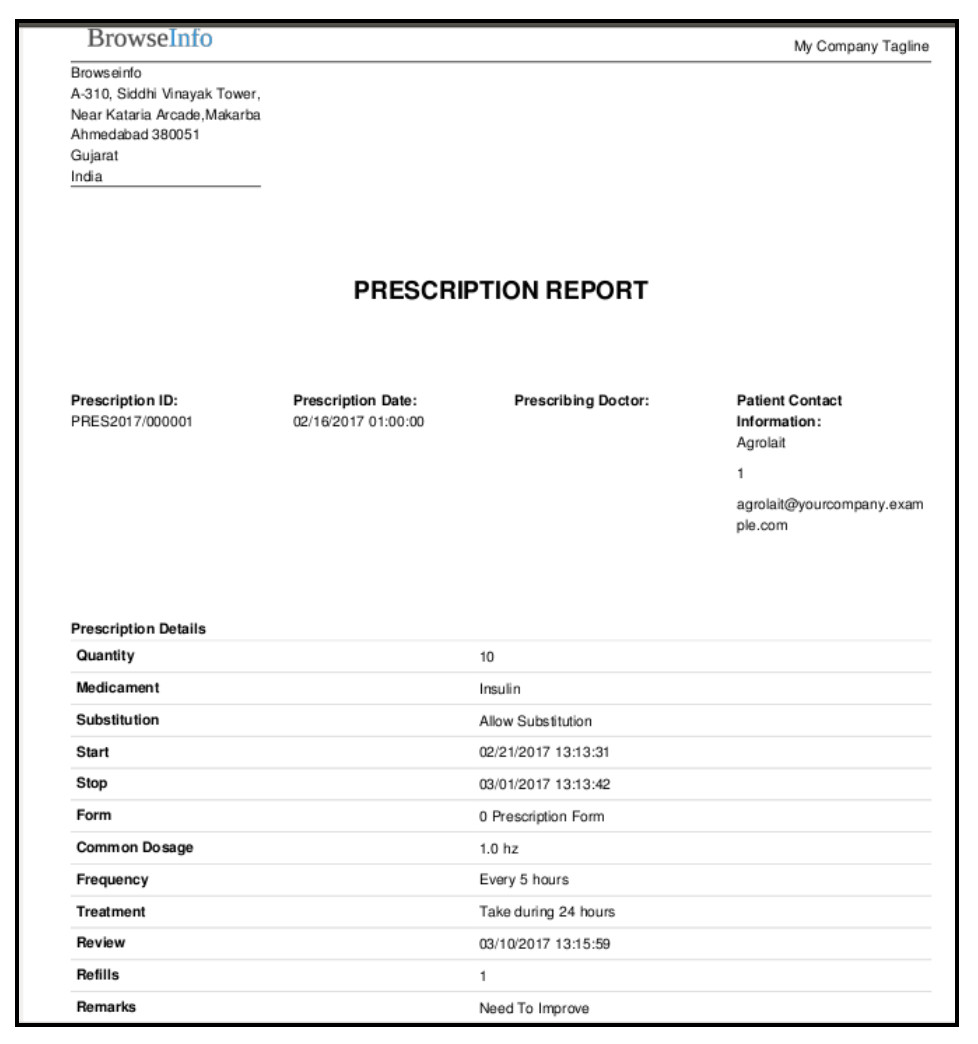 BrowseInfo
My Company Tagline
Browseinfo
A-310, Siddhi Vinayak Tower,
Near Kataria Arcade,Makarba
Ahmedabad 380051
Gujarat
India
PRESCRIPTION REPORT
Prescription ID:
PRES2017/000001
Prescription Date:
02/16/2017 01:00:00
Prescribing Doctor:
Patient Contact
Information:
Agrolait
1
agrolait@yourcompany.exam
ple.com
Prescription Details
Quantity 10
Medicament Insulin
Substitution Allow Substitution
Start 02/21/2017 13:13:31
Stop 03/01/2017 13:13:42
Form 0 Prescription Form
Common Dosage 1.0 hz
Frequency Every 5 hours
Treatment Take during 24 hours
Review 03/10/2017 13:15:59
Refills 1
Remarks Need To Improve